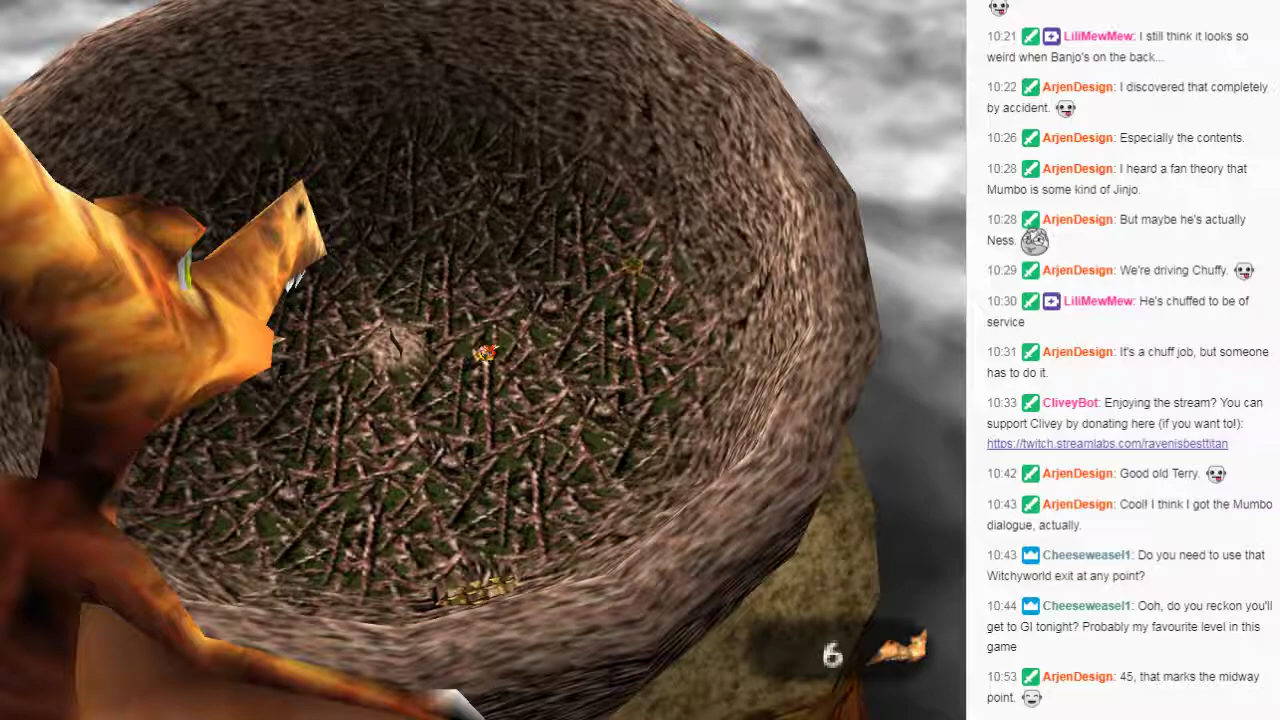 10:21 LiliMewMew: I still think it looks so
weird when Banjo's on the back...
10:22 ArjenDesign: I discovered that completely
by accident.
10:26 ArjenDesign: Especially the contents.
10:28 ArjenDesign: I heard a fan theory that
Mumbo is some kind of Jinjo.
10:28 ArjenDesign: But maybe he's actually
Ness.
10:29 ArjenDesign: We're driving Chuffy.
10:30 LiliMewMew: He's chuffed to be of
service
10:31 ArjenDesign: It's a chuff job, but someone
has to do it.
10:33 CliveyBot: Enjoying the stream? You can
support Clivey by donating here (if you want to!):
https://twitch.streamlabs.com/ravenisbesttitan
10:42 ArjenDesign: Good old Terry.
10:43 ArjenDesign: Cool! I think I got the Mumbo
dialogue, actually.
10:43 Cheeseweasel1: Do you need to use that
Witchyworld exit at any point?
10:44 Cheeseweasel1: Ooh, do you reckon you'll
get to GI tonight? Probably my favourite level in this
game
10:53 ArjenDesign: 45, that marks the midway
point.
6